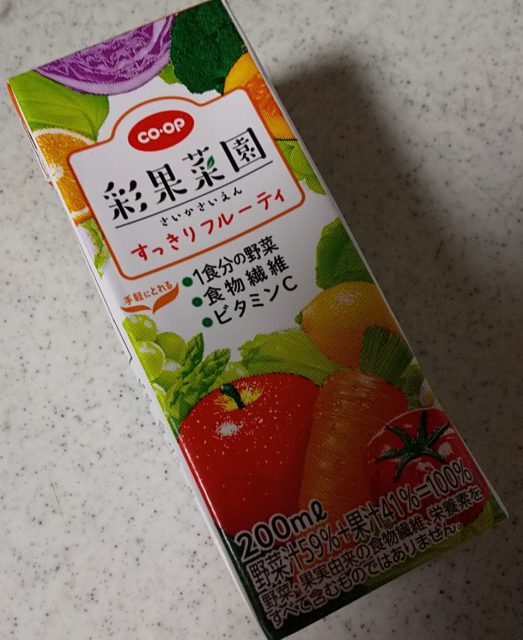 co・op
彩果菜園
さいかさいえん
すっきりフルーティ
手軽にとれる
•1食分の野菜
•食物繊維
•ビタミンC
200ml
野菜汁59%+果汁41%=100%
野菜・果実由来の食物繊維、栄養素を
すべて含むものではありません。